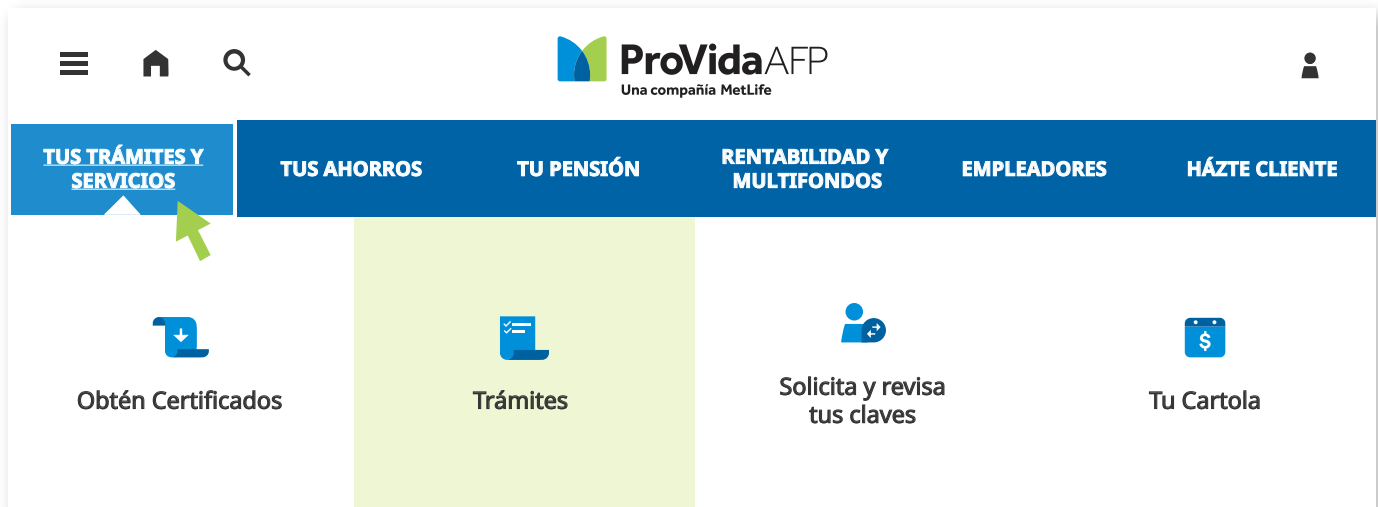 ProVidaAFP
Una compañía MetLife
TUS TRÁMITES Y
SERVICIOS
TUS AHORROS
TU PENSIÓN
RENTABILIDAD Y
MULTIFONDOS
EMPLEADORES
HÁZTE CLIENTE
Obtén Certificados
Trámites
Solicita y revisa
tus claves
$
Tu Cartola